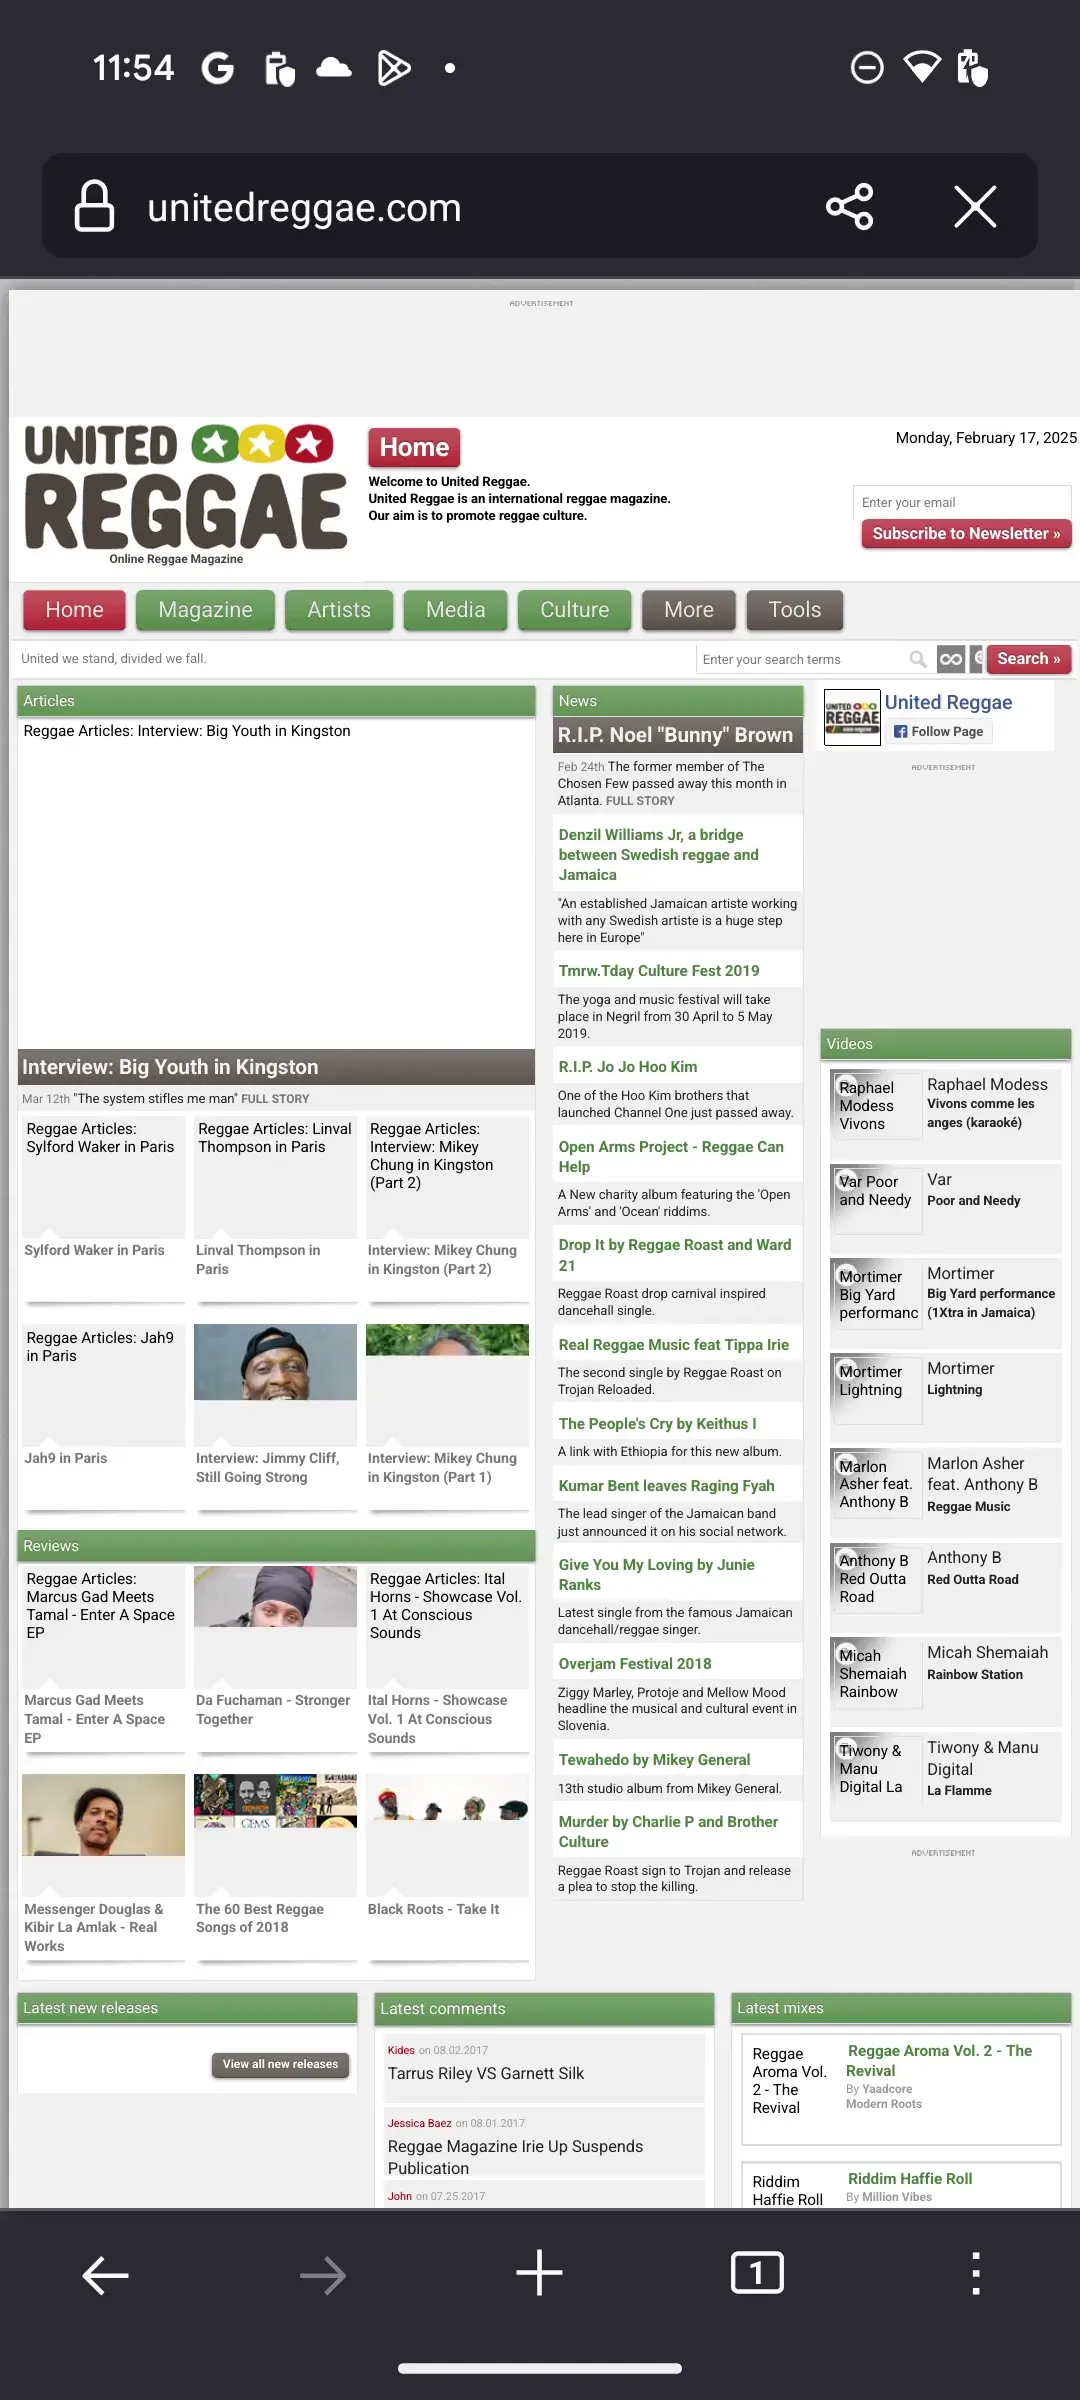 11:54
unitedreggae.com
ADVERTISEMENT
UNITED
REGGAE
Online Reggae Magazine
Home
Welcome to United Reggae.
United Reggae is an international reggae magazine.
Our aim is to promote reggae culture.
Monday, February 17, 2025
Enter your email
Subscribe to Newsletter »
Home
Magazine
Artists
Media
Culture
More
Tools
United we stand, divided we fall.
Enter your search terms
Search »
Articles
Reggae Articles: Interview: Big Youth in Kingston
Interview: Big Youth in Kingston
Mar 12th "The system stifles me man" FULL STORY
Reggae Articles:
Sylford Waker in Paris
Sylford Waker in Paris
Reggae Articles: Linval
Thompson in Paris
Linval Thompson in
Paris
Reggae Articles:
Interview: Mikey
Chung in Kingston
(Part 2)
Interview: Mikey Chung
in Kingston (Part 2)
Reggae Articles: Jah9
in Paris
Jah9 in Paris
Interview: Jimmy Cliff,
Still Going Strong
Interview: Mikey Chung
in Kingston (Part 1)
Reviews
Reggae Articles:
Marcus Gad Meets
Tamal - Enter A Space
EP
Marcus Gad Meets
Tamal - Enter A Space
EP
Da Fuchaman - Stronger
Together
Reggae Articles: Ital
Horns - Showcase Vol.
1 At Conscious
Sounds
Ital Horns - Showcase
Vol. 1 At Conscious
Sounds
Messenger Douglas &
Kibir La Amlak - Real
Works
GEMS
The 60 Best Reggae
Songs of 2018
Black Roots - Take It
News
R.I.P. Noel "Bunny" Brown
Feb 24th The former member of The
Chosen Few passed away this month in
Atlanta. FULL STORY
Denzil Williams Jr, a bridge
between Swedish reggae and
Jamaica
"An established Jamaican artiste working
with any Swedish artiste is a huge step
here in Europe"
Tmrw.Tday Culture Fest 2019
The yoga and music festival will take
place in Negril from 30 April to 5 May
2019.
R.I.P. Jo Jo Hoo Kim
One of the Hoo Kim brothers that
launched Channel One just passed away.
Open Arms Project - Reggae Can
Help
A New charity album featuring the 'Open
Arms' and 'Ocean' riddims.
Drop It by Reggae Roast and Ward
21
Reggae Roast drop carnival inspired
dancehall single.
Real Reggae Music feat Tippa Irie
The second single by Reggae Roast on
Trojan Reloaded.
The People's Cry by Keithus I
A link with Ethiopia for this new album.
Kumar Bent leaves Raging Fyah
The lead singer of the Jamaican band
just announced it on his social network.
Give You My Loving by Junie
Ranks
Latest single from the famous Jamaican
dancehall/reggae singer.
Overjam Festival 2018
Ziggy Marley, Protoje and Mellow Mood
headline the musical and cultural event in
Slovenia.
Tewahedo by Mikey General
13th studio album from Mikey General.
Murder by Charlie P and Brother
Culture
Reggae Roast sign to Trojan and release
a plea to stop the killing.
UNITED
REGGAE
United Reggae
Follow Page
ADVERTISEMENT
Videos
Raphael
Modess
Vivons
Raphael Modess
Vivons comme les
anges (karaoké)
Var Poor
and Needy
Var
Poor and Needy
Mortimer
Big Yard
performanc
Mortimer
Big Yard performance
(1Xtra in Jamaica)
Mortimer
Lightning
Mortimer
Lightning
Marlon
Asher feat.
Anthony B
Marlon Asher
feat. Anthony B
Reggae Music
Anthony B
Red Outta
Road
Anthony B
Red Outta Road
Micah
Shemaiah
Rainbow
Micah Shemaiah
Rainbow Station
Tiwony &
Manu
Digital La
Tiwony & Manu
Digital
La Flamme
ADVERTISEMENT
Latest new releases
View all new releases
Latest comments
Kides on 08.02.2017
Tarrus Riley VS Garnett Silk
Jessica Baez on 08.01.2017
Reggae Magazine Irie Up Suspends
Publication
John on 07.25.2017
Latest mixes
Reggae
Aroma Vol.
2 - The
Revival
Reggae Aroma Vol. 2 - The
Revival
By Yaadcore
Modern Roots
Riddim
Haffie Roll
Riddim Haffie Roll
By Million Vibes
1